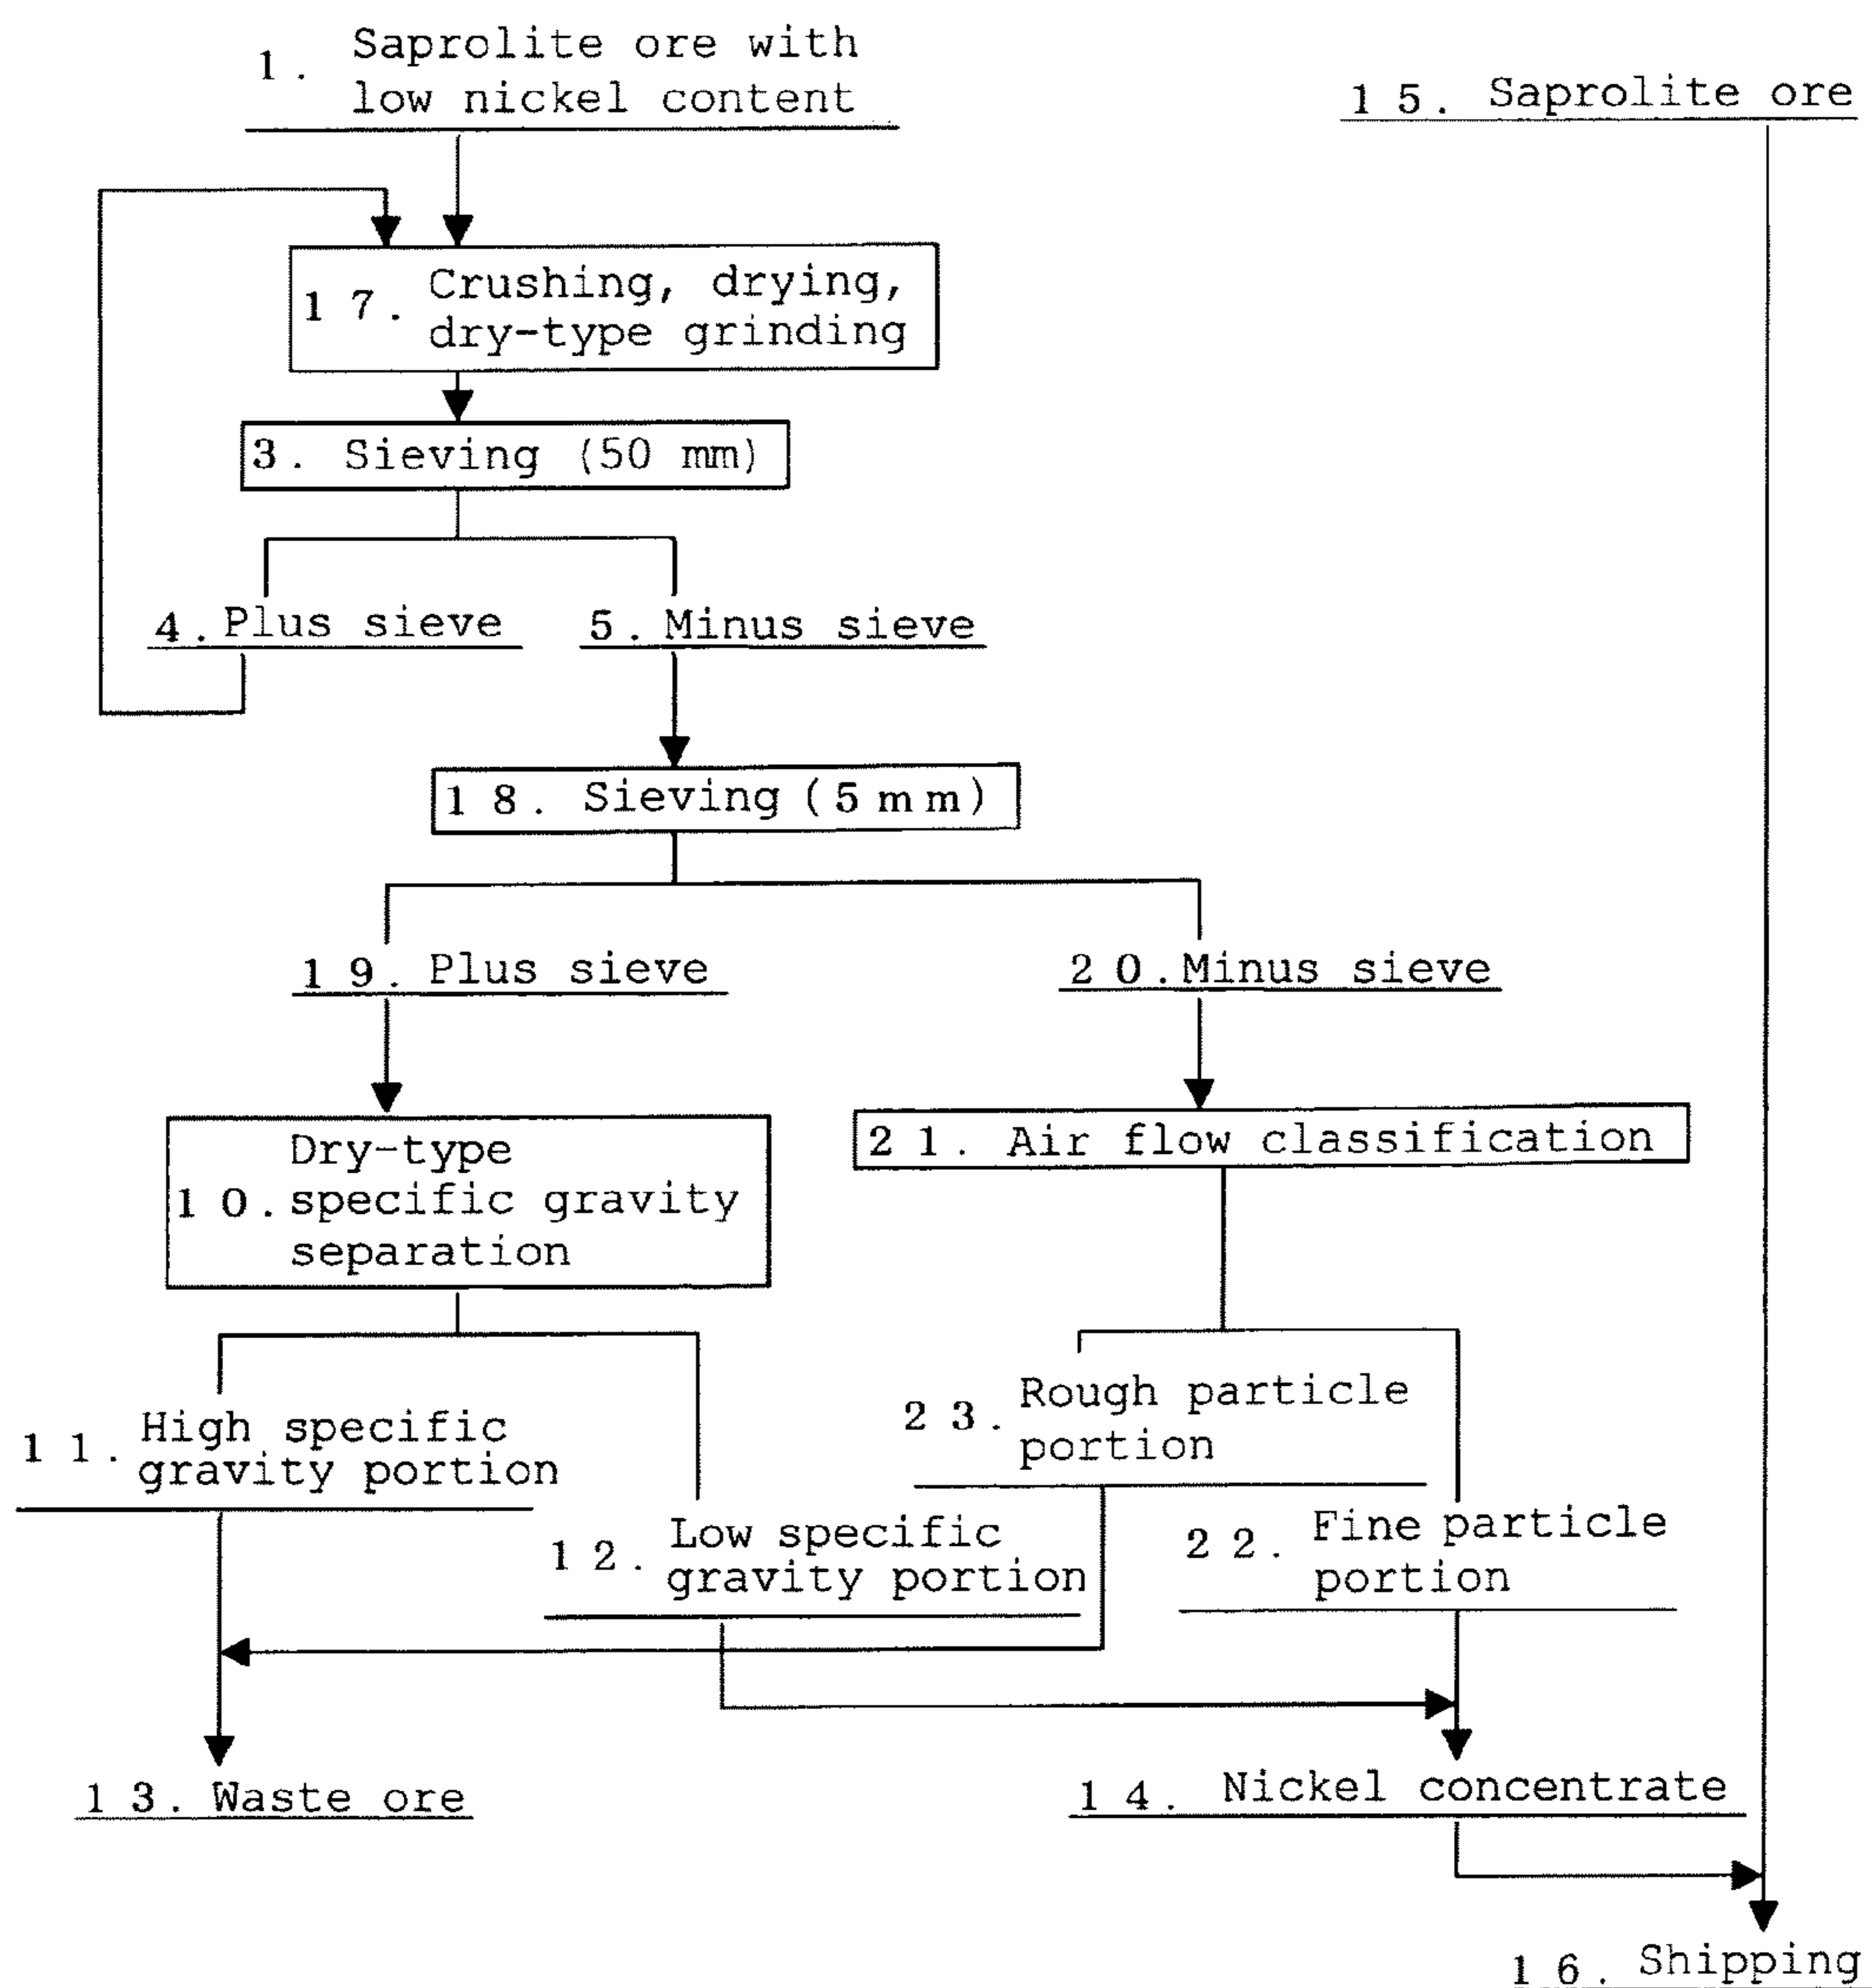 1. Saprolite ore with
low nickel content
15. Saprolite ore
17. Crushing, drying,
dry-type grinding
3. Sieving (50 mm)
4. Plus sieve
5. Minus sieve
18. Sieving (5mm)
19. Plus sieve
20. Minus sieve
10. Dry-type
specific gravity
separation
21. Air flow classification
11. High specific
gravity portion
23. Rough particle
portion
12. Low specific
gravity portion
22. Fine particle
portion
13. Waste ore
14. Nickel concentrate
16. Shipping